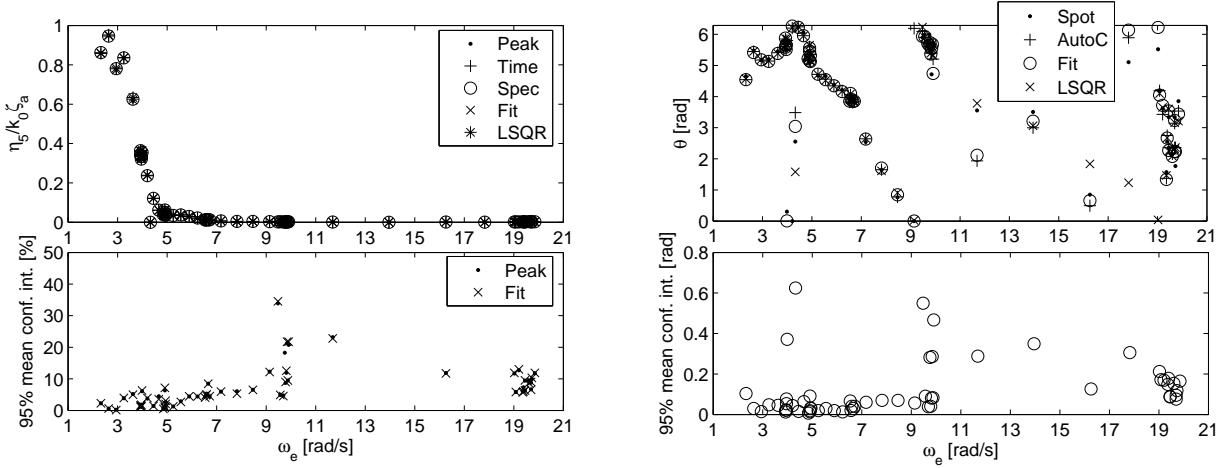 η5/k0ζa
1
0.8
0.6
0.4
0.2
0
Peak
Time
Spec
Fit
LSQR
1 3 5 7 9 11 13 15 17 19 21
95% mean conf. int. [%]
50
40
30
20
10
0
Peak
Fit
1 3 5 7 9 11 13 15 17 19 21
ωe [rad/s]
θ [rad]
6
5
4
3
2
1
0
Spot
AutoC
Fit
LSQR
1 3 5 7 9 11 13 15 17 19 21
95% mean conf. int. [rad]
0.8
0.6
0.4
0.2
0
1 3 5 7 9 11 13 15 17 19 21
ωe [rad/s]